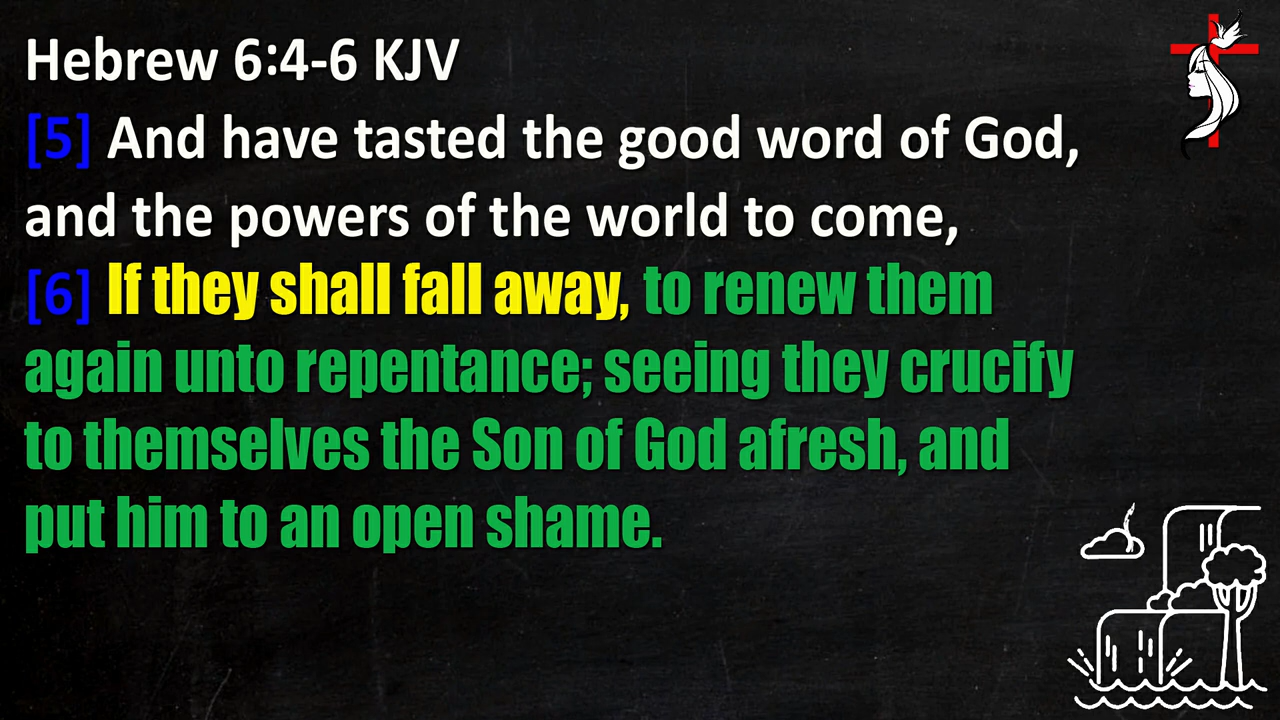 Hebrew 6:4-6 KJV
[5] And have tasted the good word of God,
and the powers of the world to come,
[6] If they shall fall away, to renew them
again unto repentance; seeing they crucify
to themselves the Son of God afresh, and
put him to an open shame.